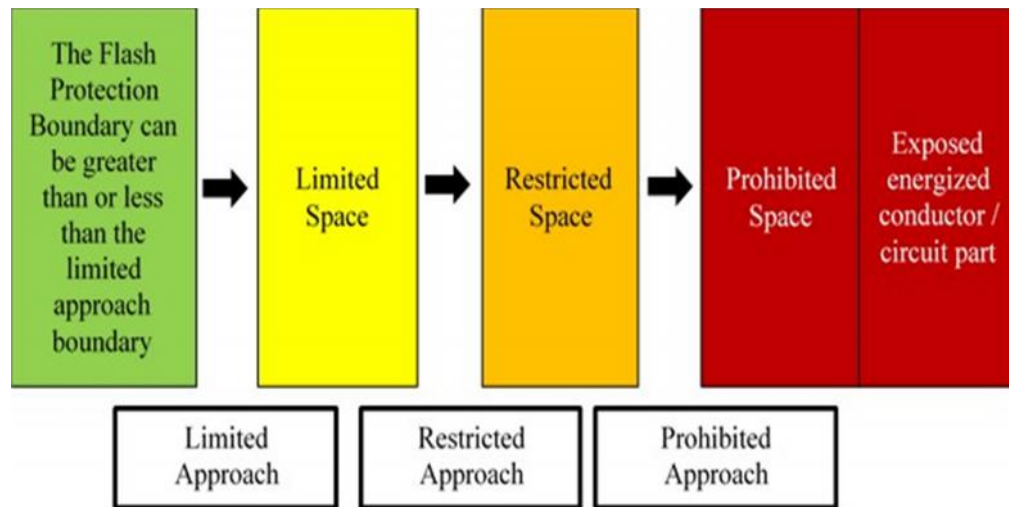 The Flash
Protection
Boundary can
be greater
than or less
than the
limited
approach
boundary
Limited
Space
Restricted
Space
Prohibited
Space
Exposed
energized
conductor /
circuit part
Limited
Approach
Restricted
Approach
Prohibited
Approach